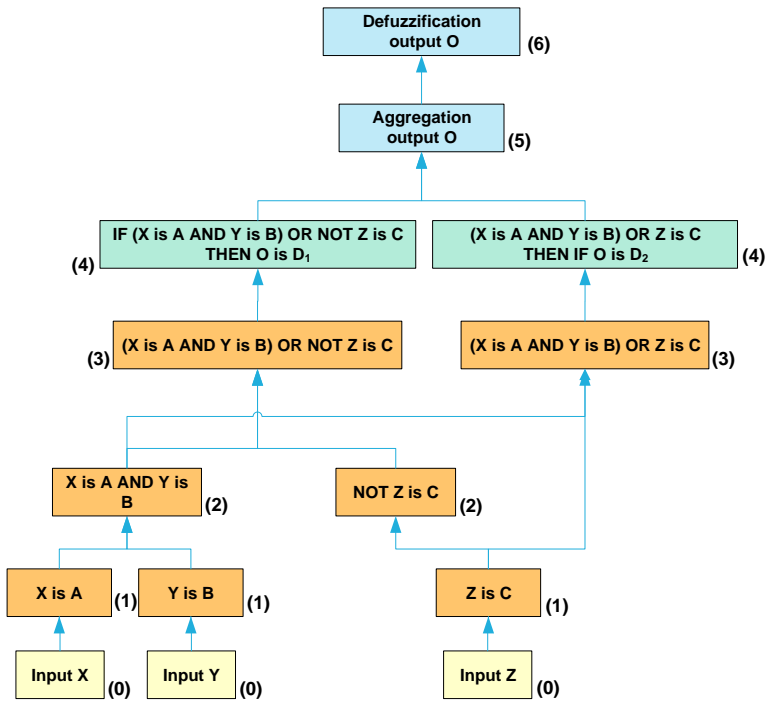 Defuzzification
output O
(6)
Aggregation
output O
(5)
IF (X is A AND Y is B) OR NOT Z is C
THEN O is D₁
(4)
(X is A AND Y is B) OR Z is C
THEN IF O is D₂
(4)
(X is A AND Y is B) OR NOT Z is C
(3)
(X is A AND Y is B) OR Z is C
(3)
X is A AND Y is
B
(2)
NOT Z is C
(2)
X is A
(1)
Y is B
(1)
Z is C
(1)
Input X
(0)
Input Y
(0)
Input Z
(0)